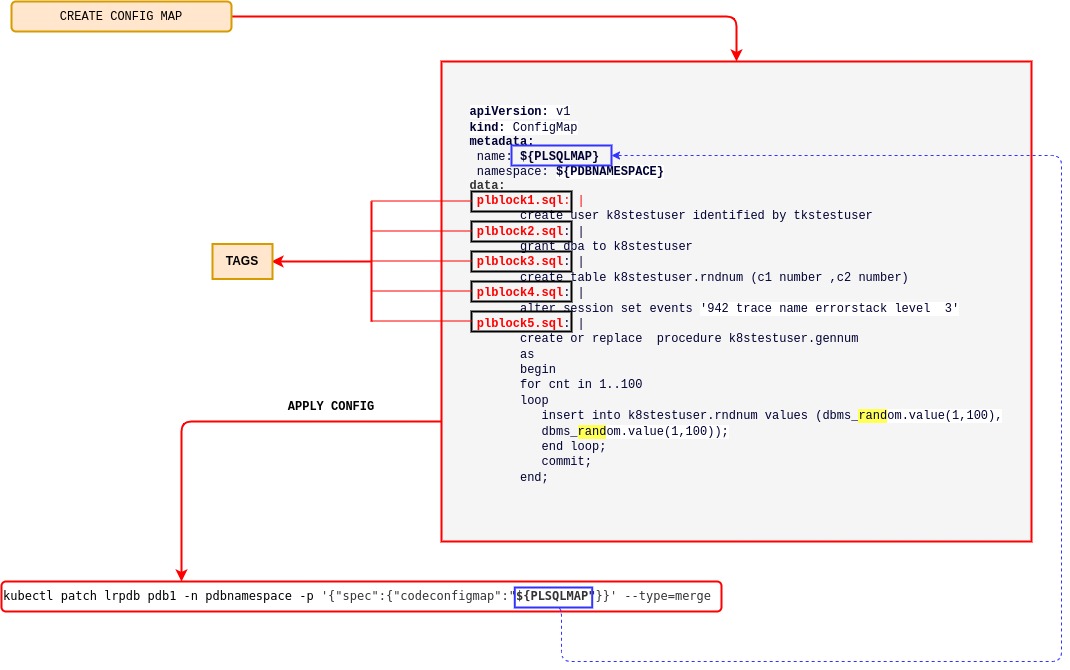 CREATE CONFIG MAP
apiVersion: v1
kind: ConfigMap
metadata:
name: ${PLSQLMAP}
namespace: ${PDBNAMESPACE}
data:
plblock1.sql: |
create user k8stestuser identified by tkstestuser
plblock2.sql: |
grant dba to k8stestuser
plblock3.sql: |
create table k8stestuser.rndnum (c1 number ,c2 number)
plblock4.sql: |
alter session set events '942 trace name errorstack level  3'
plblock5.sql: |
create or replace  procedure k8stestuser.gennum
as
begin
for cnt in 1..100
loop
insert into k8stestuser.rndnum values (dbms_random.value(1,100),
dbms_random.value(1,100));
end loop;
commit;
end;
TAGS
APPLY CONFIG
kubectl patch lrpdb pdb1 -n pdbnamespace -p '{"spec":{"codeconfigmap":"${PLSQLMAP"}}' --type=merge